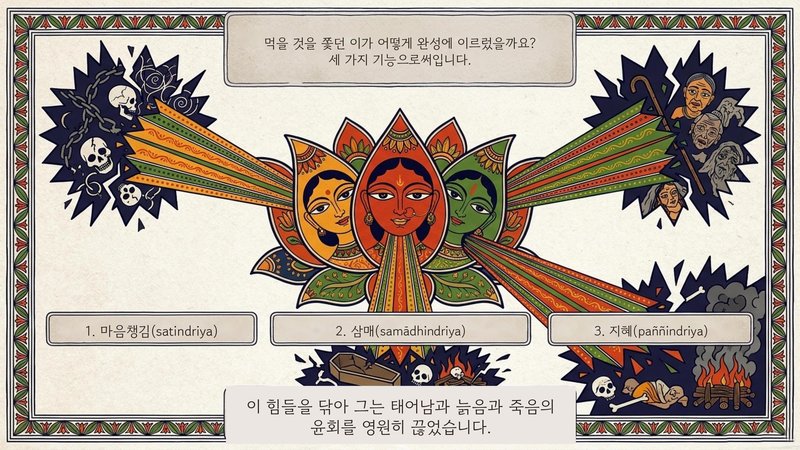 먹을 것을 쫓던 이가 어떻게 완성에 이르렀을까요?
세 가지 기능으로써입니다.
1. 마음챙김(satindriya)
2. 삼매(samādhindriya)
3. 지혜(paññindriya)
이 힘들을 닦아 그는 태어남과 늙음과 죽음의
윤회를 영원히 끊었습니다.